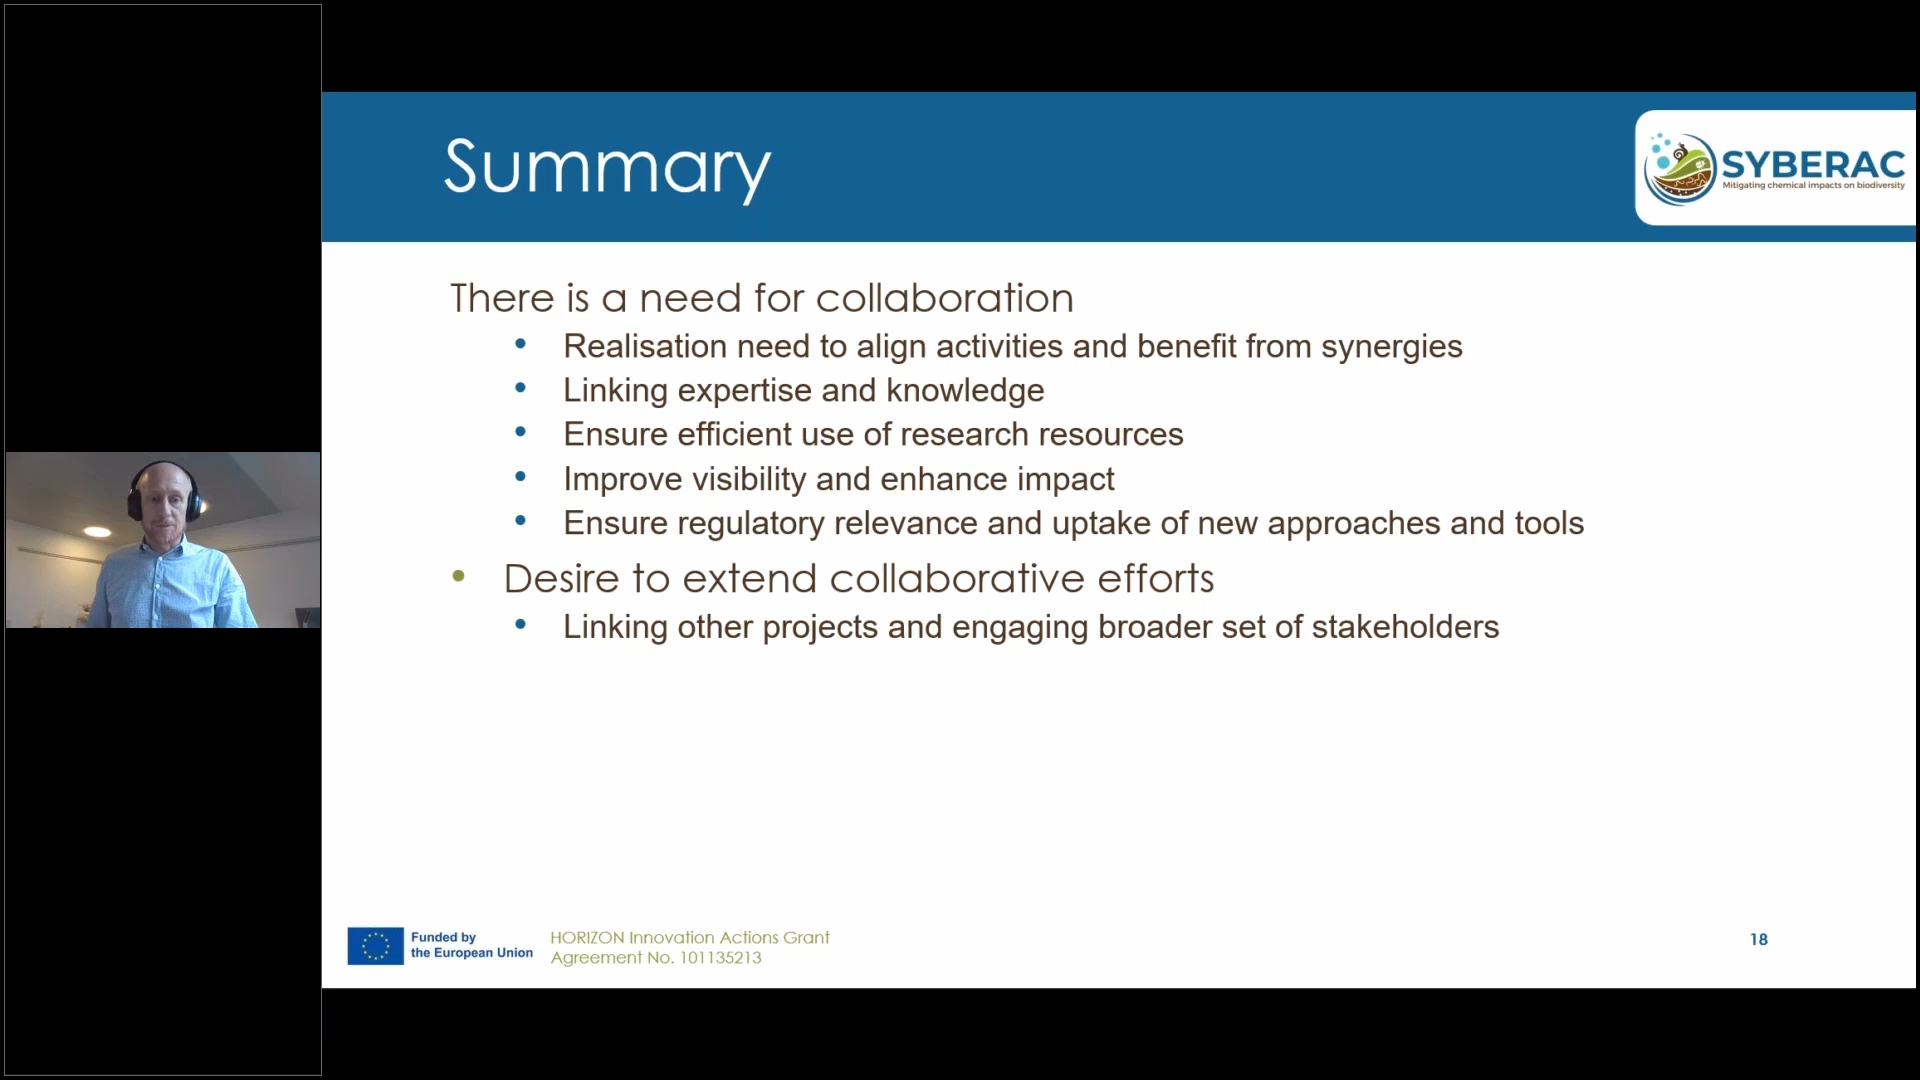 Summary
SYBERAC
Mitigating chemical impacts on biodiversity
There is a need for collaboration
• Realisation need to align activities and benefit from synergies
• Linking expertise and knowledge
• Ensure efficient use of research resources
• Improve visibility and enhance impact
• Ensure regulatory relevance and uptake of new approaches and tools
• Desire to extend collaborative efforts
• Linking other projects and engaging broader set of stakeholders
Funded by
the European Union
HORIZON Innovation Actions Grant
Agreement No. 101135213
18